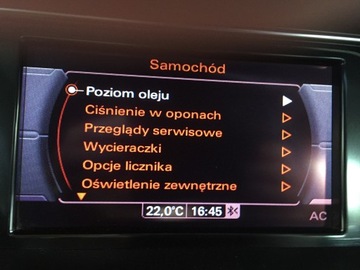 Samochód
Poziom oleju
Ciśnienie w oponach
Przeglądy serwisowe
Wycieraczki
Opcje licznika
Oświetlenie zewnętrzne
22,0°C 16:45
AC